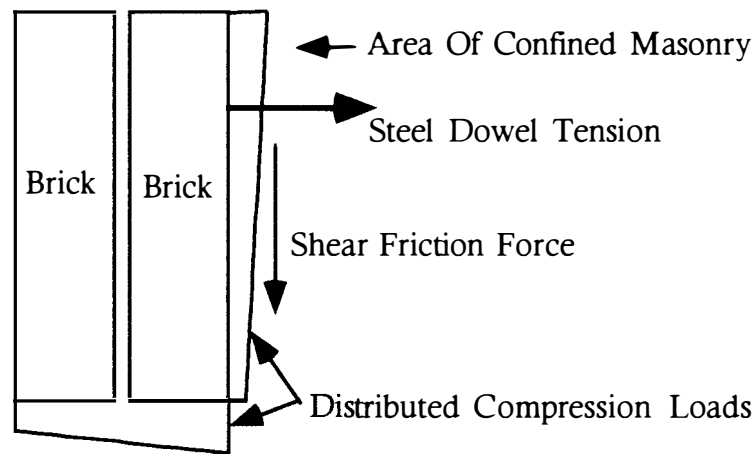 Area Of Confined Masonry
Steel Dowel Tension
Brick
Brick
Shear Friction Force
Distributed Compression Loads